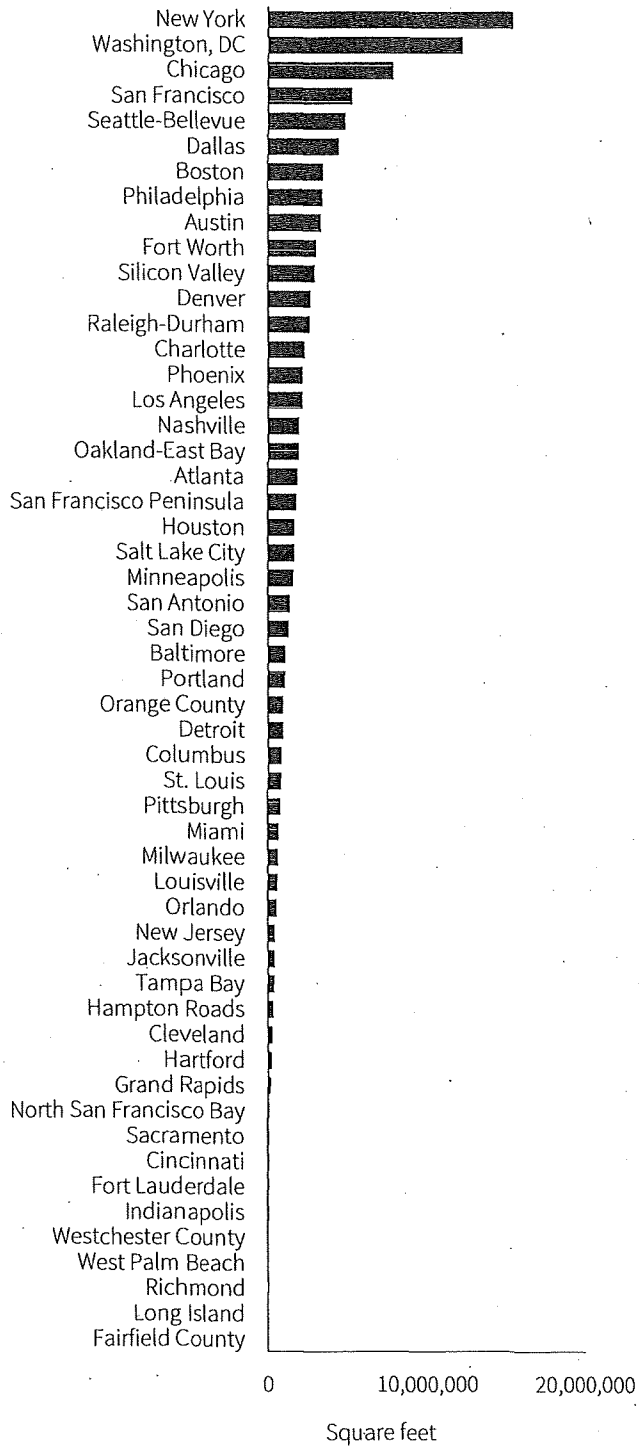 New York
Washington, DC
Chicago
San Francisco
Seattle-Bellevue
Dallas
Boston
Philadelphia
Austin
Fort Worth
Silicon Valley
Denver
Raleigh-Durham
Charlotte
Phoenix
Los Angeles
Nashville
Oakland-East Bay
Atlanta
San Francisco Peninsula
Houston
Salt Lake City
Minneapolis
San Antonio
San Diego
Baltimore
Portland
Orange County
Detroit
Columbus
St. Louis
Pittsburgh
Miami
Milwaukee
Louisville
Orlando
New Jersey
Jacksonville
Tampa Bay
Hampton Roads
Cleveland
Hartford
Grand Rapids
North San Francisco Bay
Sacramento
Cincinnati
Fort Lauderdale
Indianapolis
Westchester County
West Palm Beach
Richmond
Long Island
Fairfield County
0 10,000,000 20,000,000
Square feet